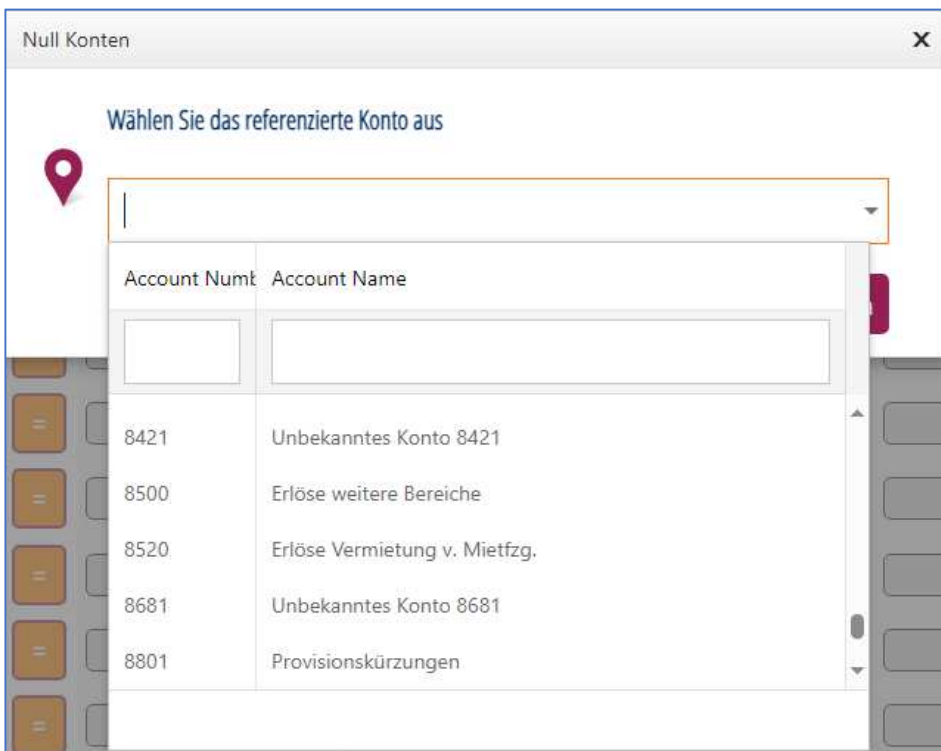 Null Konten
Wählen Sie das referenzierte Konto aus
Account Numb Account Name
8421 Unbekanntes Konto 8421
8500 Erlöse weitere Bereiche
8520 Erlöse Vermietung v. Mietfzg.
8681 Unbekanntes Konto 8681
8801 Provisionskürzungen
=
=
=
=
=